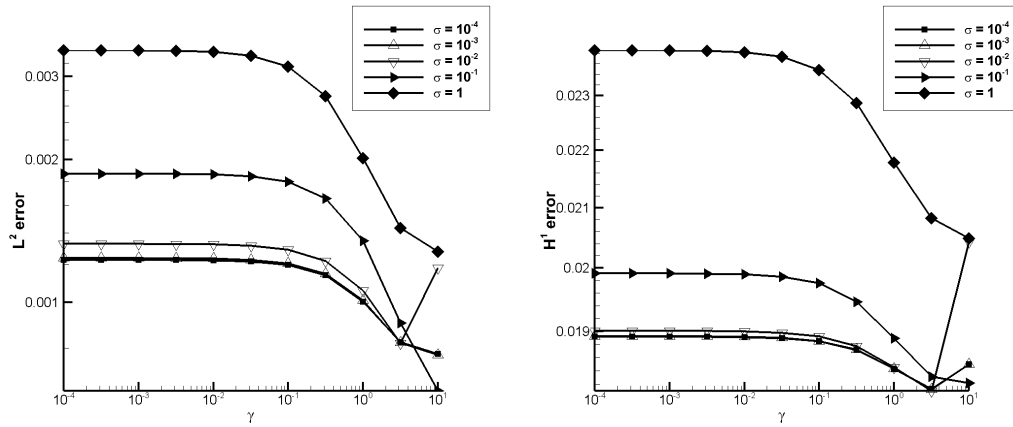 σ = 10⁻⁴
σ = 10⁻³
σ = 10⁻²
σ = 10⁻¹
σ = 1
0.003
0.002
0.001
L² error
10⁻⁴ 10⁻³ 10⁻² 10⁻¹ 10⁰ 10¹
γ
σ = 10⁻⁴
σ = 10⁻³
σ = 10⁻²
σ = 10⁻¹
σ = 1
0.023
0.022
0.021
0.02
0.019
H¹ error
10⁻⁴ 10⁻³ 10⁻² 10⁻¹ 10⁰ 10¹
γ